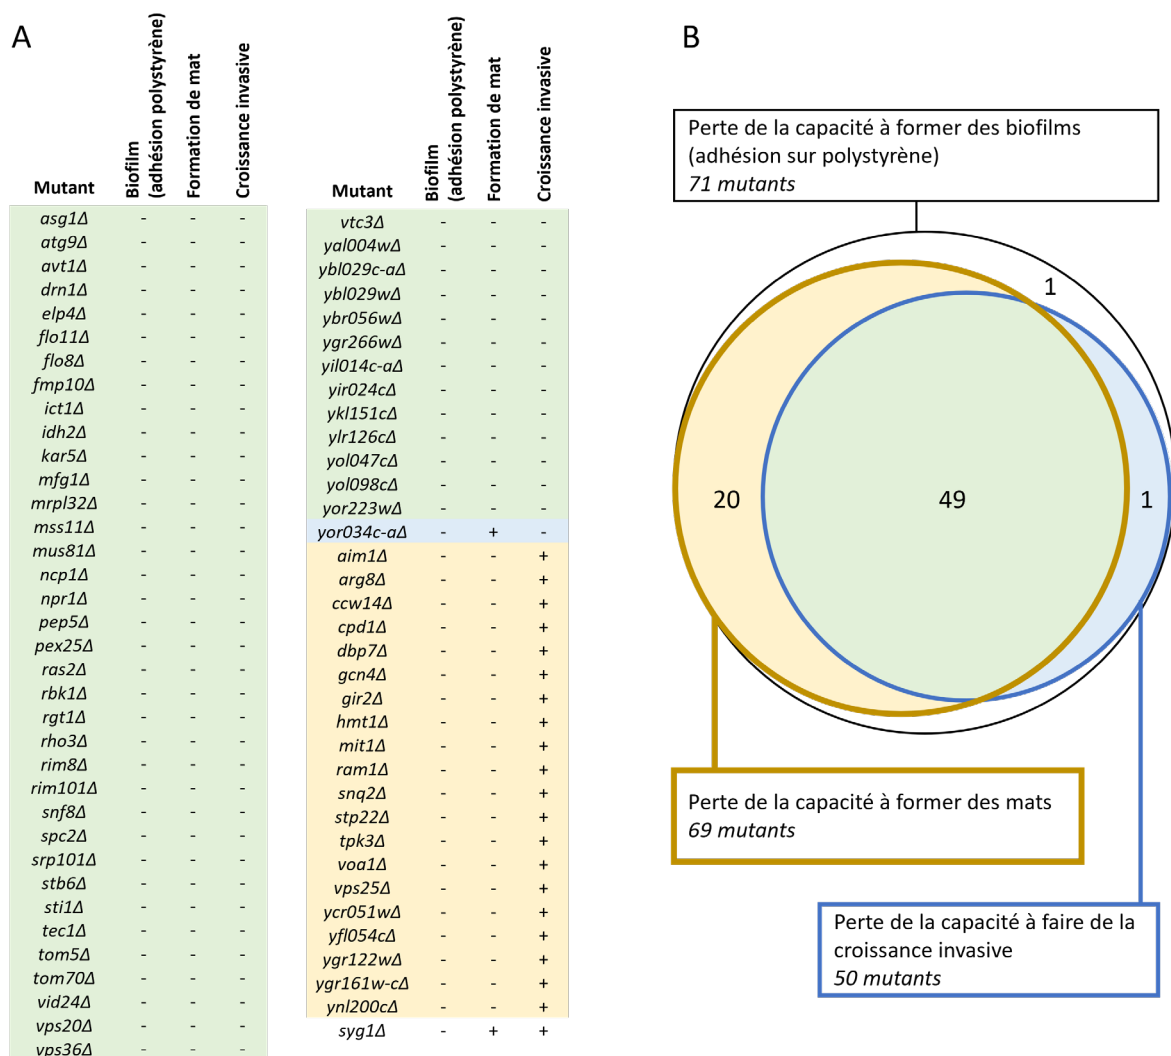 A
Mutant
Biofilm
(adhésion polystyrène)
Formation de mat
Croissance invasive
asg1Δ - - -
atg9Δ - - -
avt1Δ - - -
drn1Δ - - -
elp4Δ - - -
flo11Δ - - -
flo8Δ - - -
fmp10Δ - - -
ict1Δ - - -
idh2Δ - - -
kar5Δ - - -
mfg1Δ - - -
mrpl32Δ - - -
mss11Δ - - -
mus81Δ - - -
ncp1Δ - - -
npr1Δ - - -
pep5Δ - - -
pex25Δ - - -
ras2Δ - - -
rbk1Δ - - -
rgt1Δ - - -
rho3Δ - - -
rim8Δ - - -
rim101Δ - - -
snf8Δ - - -
spc2Δ - - -
srp101Δ - - -
stb6Δ - - -
sti1Δ - - -
tec1Δ - - -
tom5Δ - - -
tom70Δ - - -
vid24Δ - - -
vps20Δ - - -
vps36Δ - - -
Mutant
Biofilm
(adhésion polystyrène)
Formation de mat
Croissance invasive
vtc3Δ - - -
yal004wΔ - - -
ybl029c-aΔ - - -
ybl029wΔ - - -
ybr056wΔ - - -
ygr266wΔ - - -
yil014c-aΔ - - -
yir024cΔ - - -
ykl151cΔ - - -
ylr126cΔ - - -
yol047cΔ - - -
yol098cΔ - - -
yor223wΔ - - -
yor034c-aΔ - + -
aim1Δ - - +
arg8Δ - - +
ccw14Δ - - +
cpd1Δ - - +
dbp7Δ - - +
gcn4Δ - - +
gir2Δ - - +
hmt1Δ - - +
mit1Δ - - +
ram1Δ - - +
snq2Δ - - +
stp22Δ - - +
tpk3Δ - - +
voa1Δ - - +
vps25Δ - - +
ycr051wΔ - - +
yfl054cΔ - - +
ygr122wΔ - - +
ygr161w-cΔ - - +
ynl200cΔ - - +
syg1Δ - + +
B
Perte de la capacité à former des biofilms
(adhésion sur polystyrène)
71 mutants
1
20
49
1
Perte de la capacité à former des mats
69 mutants
Perte de la capacité à faire de la
croissance invasive
50 mutants